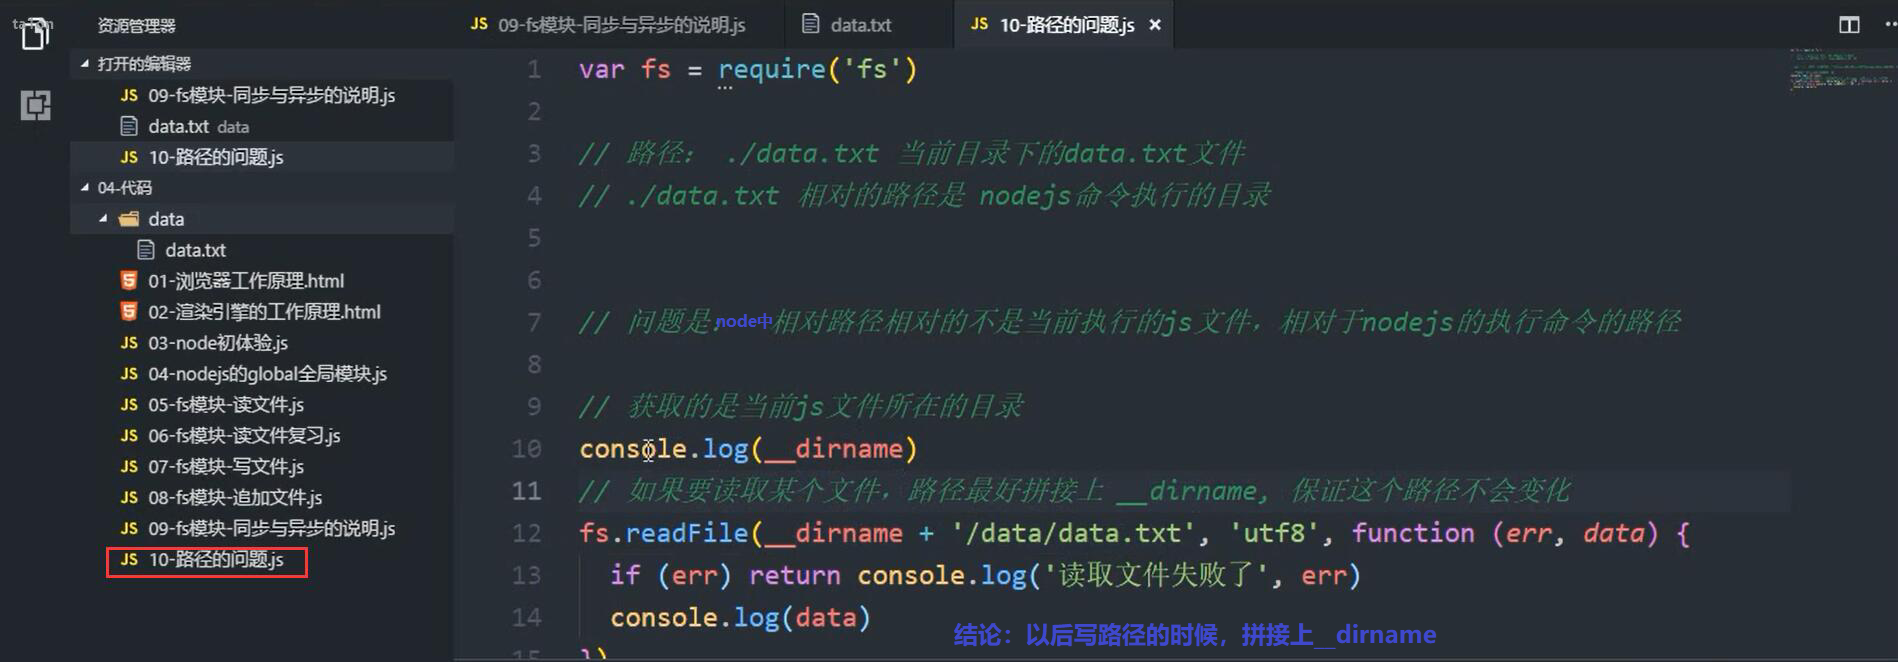 资源管理器
打开的编辑器
JS 09-fs模块-同步与异步的说明.js
data.txt data
JS 10-路径的问题.js
04-代码
data
data.txt
01-浏览器工作原理.html
02-渲染引擎的工作原理.html
JS 03-node初体验.js
JS 04-nodejs的global全局模块.js
JS 05-fs模块-读文件.js
JS 06-fs模块-读文件复习.js
JS 07-fs模块-写文件.js
JS 08-fs模块-追加文件.js
JS 09-fs模块-同步与异步的说明.js
JS 10-路径的问题.js
JS 09-fs模块-同步与异步的说明.js
data.txt
JS 10-路径的问题.js ×
1 var fs = require('fs')
2
3 // 路径： ./data.txt 当前目录下的data.txt文件
4 // ./data.txt 相对的路径是 nodejs命令执行的目录
5
6
7 // 问题是：node中相对路径相对的不是当前执行的js文件，相对于nodejs的执行命令的路径
8
9 // 获取的是当前js文件所在的目录
10 console.log(__dirname)
11 // 如果要读取某个文件，路径最好拼接上 __dirname, 保证这个路径不会变化
12 fs.readFile(__dirname + '/data/data.txt', 'utf8', function (err, data) {
13 if (err) return console.log('读取文件失败了', err)
14 console.log(data)
15 })
结论：以后写路径的时候，拼接上__dirname